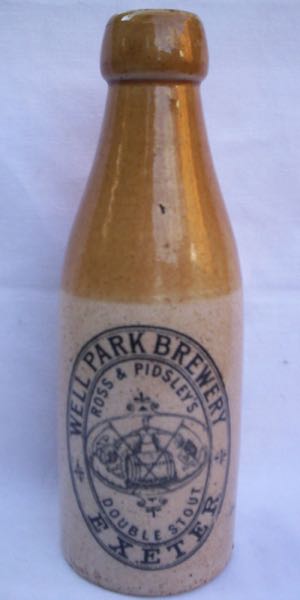 WELL PARK BREWERY
ROSS & PIDSLEY'S
DOUBLE STOUT
EXETER